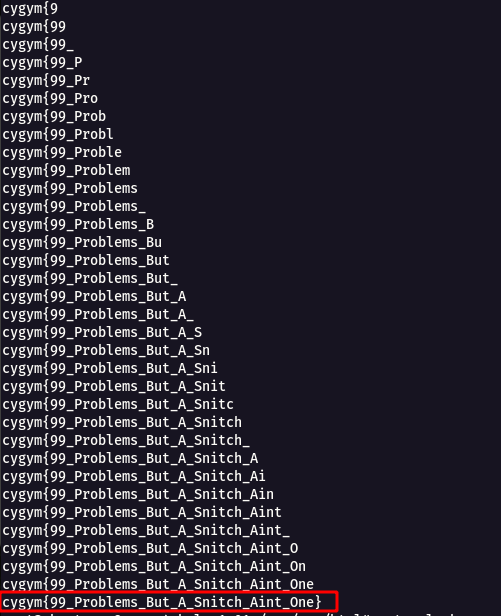 cygym{9
cygym{99
cygym{99_
cygym{99_P
cygym{99_Pr
cygym{99_Pro
cygym{99_Prob
cygym{99_Probl
cygym{99_Proble
cygym{99_Problem
cygym{99_Problems
cygym{99_Problems_
cygym{99_Problems_B
cygym{99_Problems_Bu
cygym{99_Problems_But
cygym{99_Problems_But_
cygym{99_Problems_But_A
cygym{99_Problems_But_A_
cygym{99_Problems_But_A_S
cygym{99_Problems_But_A_Sn
cygym{99_Problems_But_A_Sni
cygym{99_Problems_But_A_Snit
cygym{99_Problems_But_A_Snitc
cygym{99_Problems_But_A_Snitch
cygym{99_Problems_But_A_Snitch_
cygym{99_Problems_But_A_Snitch_A
cygym{99_Problems_But_A_Snitch_Ai
cygym{99_Problems_But_A_Snitch_Ain
cygym{99_Problems_But_A_Snitch_Aint
cygym{99_Problems_But_A_Snitch_Aint_
cygym{99_Problems_But_A_Snitch_Aint_O
cygym{99_Problems_But_A_Snitch_Aint_On
cygym{99_Problems_But_A_Snitch_Aint_One
cygym{99_Problems_But_A_Snitch_Aint_One}